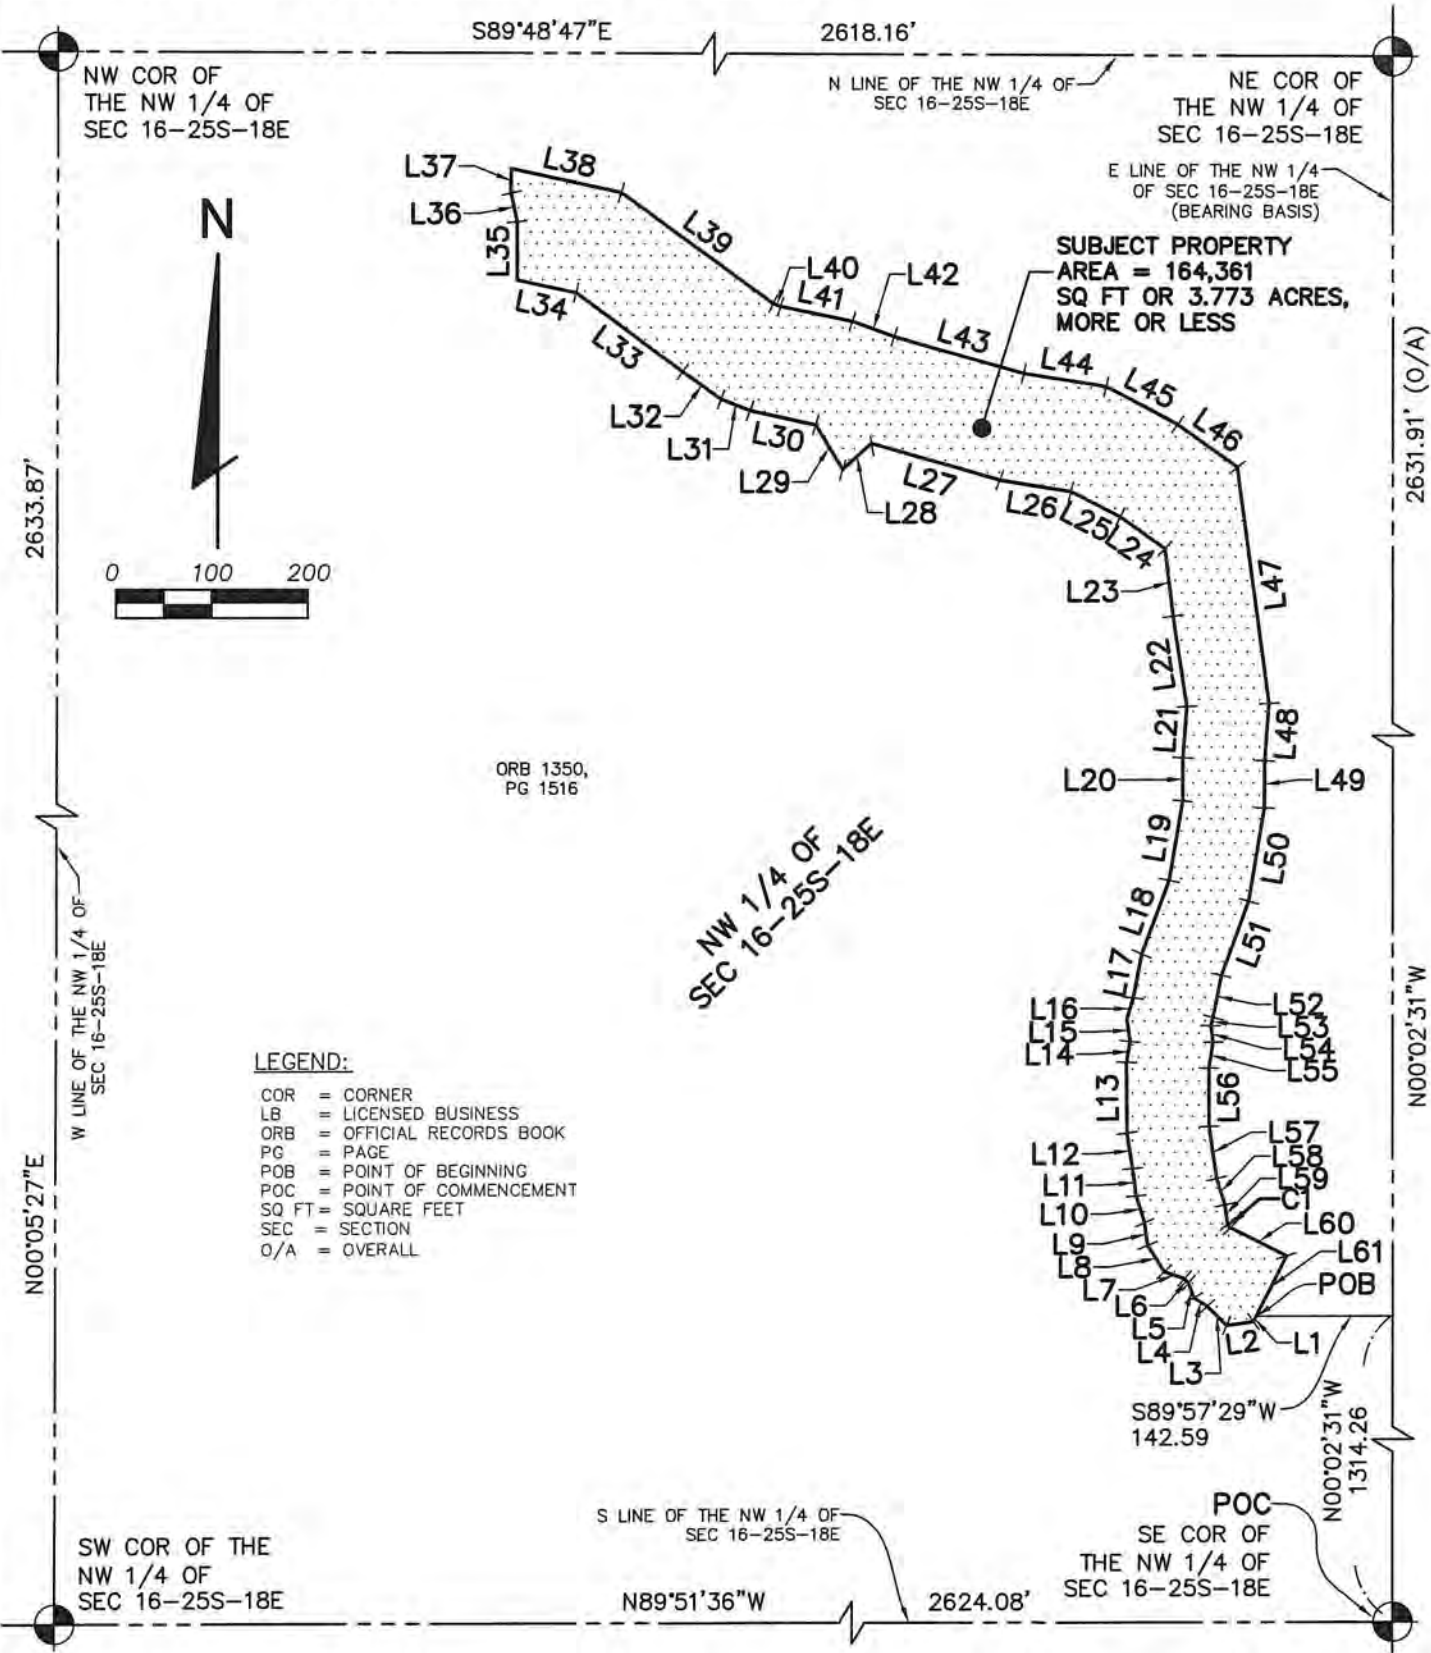 S89°48'47"E
2618.16'
NW COR OF
THE NW 1/4 OF
SEC 16-25S-18E
N LINE OF THE NW 1/4 OF
SEC 16-25S-18E
NE COR OF
THE NW 1/4 OF
SEC 16-25S-18E
E LINE OF THE NW 1/4
OF SEC 16-25S-18E
(BEARING BASIS)
SUBJECT PROPERTY
AREA = 164,361
SQ FT OR 3.773 ACRES,
MORE OR LESS
N
0 100 200
2633.87'
2631.91' (O/A)
L37
L38
L36
L35
L39
L34
L40
L41
L42
L33
L43
L44
L45
L46
L32
L31
L30
L29
L28
L27
L26
L25
L24
L23
L47
L22
L21
L48
L20
L49
L19
L50
L18
L51
L17
L16
L52
L15
L53
L14
L54
L55
L13
L56
L12
L57
L11
L58
L10
L59
C1
L9
L60
L8
L61
L7
POB
L6
L5
L4
L3
L2
L1
ORB 1350,
PG 1516
NW 1/4 OF
SEC 16-25S-18E
W LINE OF THE NW 1/4 OF
SEC 16-25S-18E
N00°05'27"E
N00°02'31"W
LEGEND:
COR = CORNER
LB = LICENSED BUSINESS
ORB = OFFICIAL RECORDS BOOK
PG = PAGE
POB = POINT OF BEGINNING
POC = POINT OF COMMENCEMENT
SQ FT = SQUARE FEET
SEC = SECTION
O/A = OVERALL
S89°57'29"W
142.59
N00°02'31"W
1314.26
POC
SE COR OF
THE NW 1/4 OF
SEC 16-25S-18E
S LINE OF THE NW 1/4 OF
SEC 16-25S-18E
SW COR OF THE
NW 1/4 OF
SEC 16-25S-18E
N89°51'36"W
2624.08'